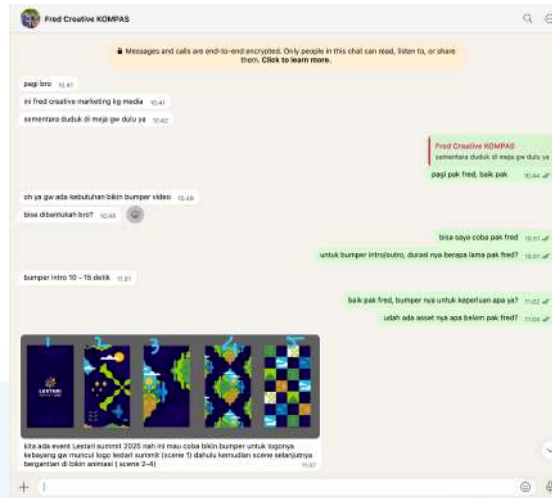 Fred Creative KOMPAS
Messages and calls are end-to-end encrypted. Only people in this chat can read, listen to, or share
them. Click to learn more.
pagi bro 10.41
ini fred creative marketing kg media 10.41
sementara duduk di meja gw dulu ya 10.42
Fred Creative KOMPAS
sementara duduk di meja gw dulu ya
pagi pak fred, baik pak 10.44
oh ya gw ada kebutuhan bikin bumper video 10.49
bisa dibantukah bro? 10.49
bisa saya coba pak fred 10.51
untuk bumper intro/outro, durasi nya berapa lama pak fred? 10.51
bumper intro 10 - 15 detik 11.01
baik pak fred, bumper nya untuk keperluan apa ya? 11.02
udah ada asset nya apa belem pak fred? 11.04
1 2 3 4 5
LESTARI
kita ada event Lestari summit 2025 nah ini mau coba bikin bumper untuk logonya
kebayang gw muncul logo lestari summit (scene 1) dahulu kemudian scene selanjutnya
bergantian di bikin animasi ( scene 2-4) 11.07